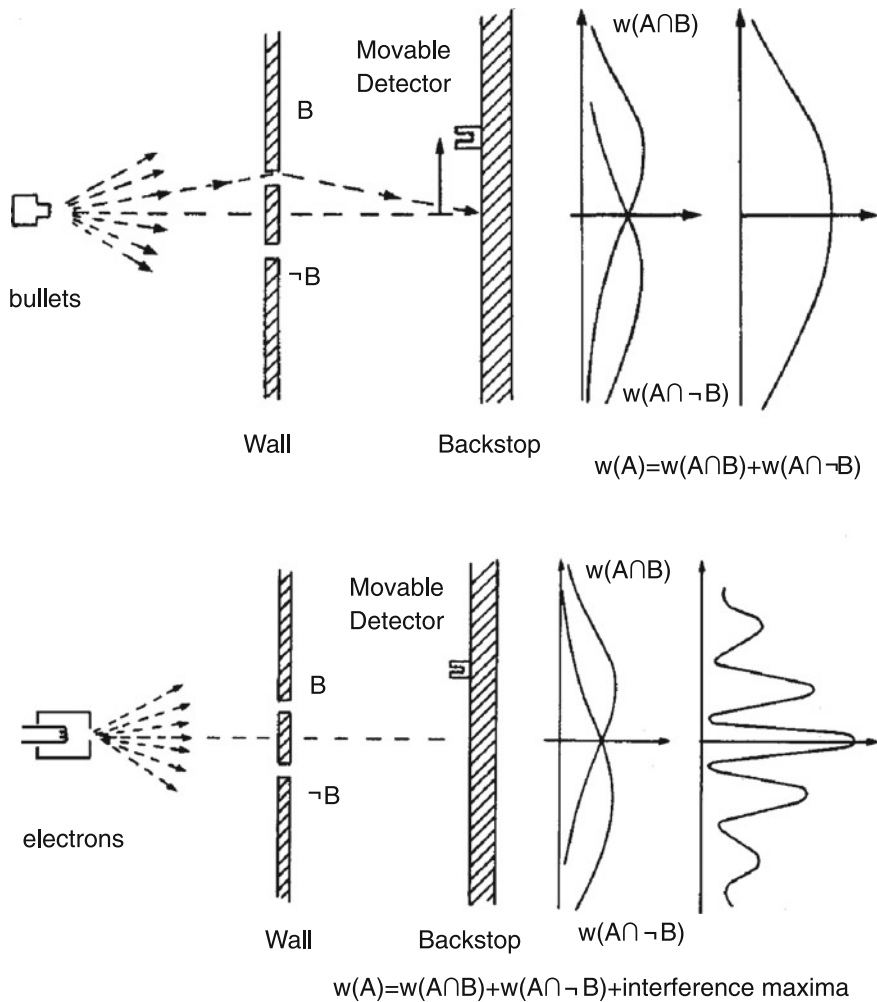 w(A∩B)
Movable
Detector
B
bullets
¬B
w(A∩¬B)
Wall
Backstop
w(A)=w(A∩B)+w(A∩¬B)
w(A∩B)
Movable
Detector
B
¬B
electrons
w(A∩¬B)
Wall
Backstop
w(A)=w(A∩B)+w(A∩¬B)+interference maxima